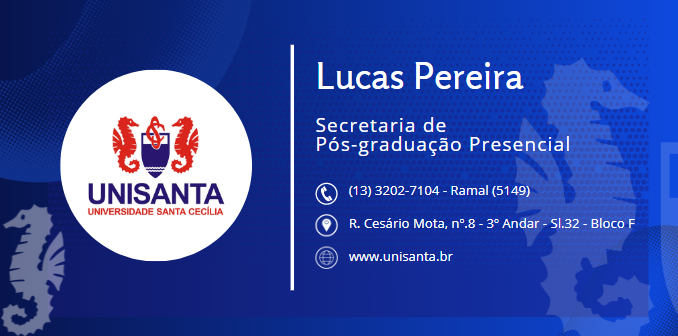 UNISANTA
UNIVERSIDADE SANTA CECÍLIA
Lucas Pereira
Secretaria de
Pós-graduação Presencial
(13) 3202-7104 - Ramal (5149)
R. Cesário Mota, nº.8 - 3º Andar - Sl.32 - Bloco F
www.unisanta.br